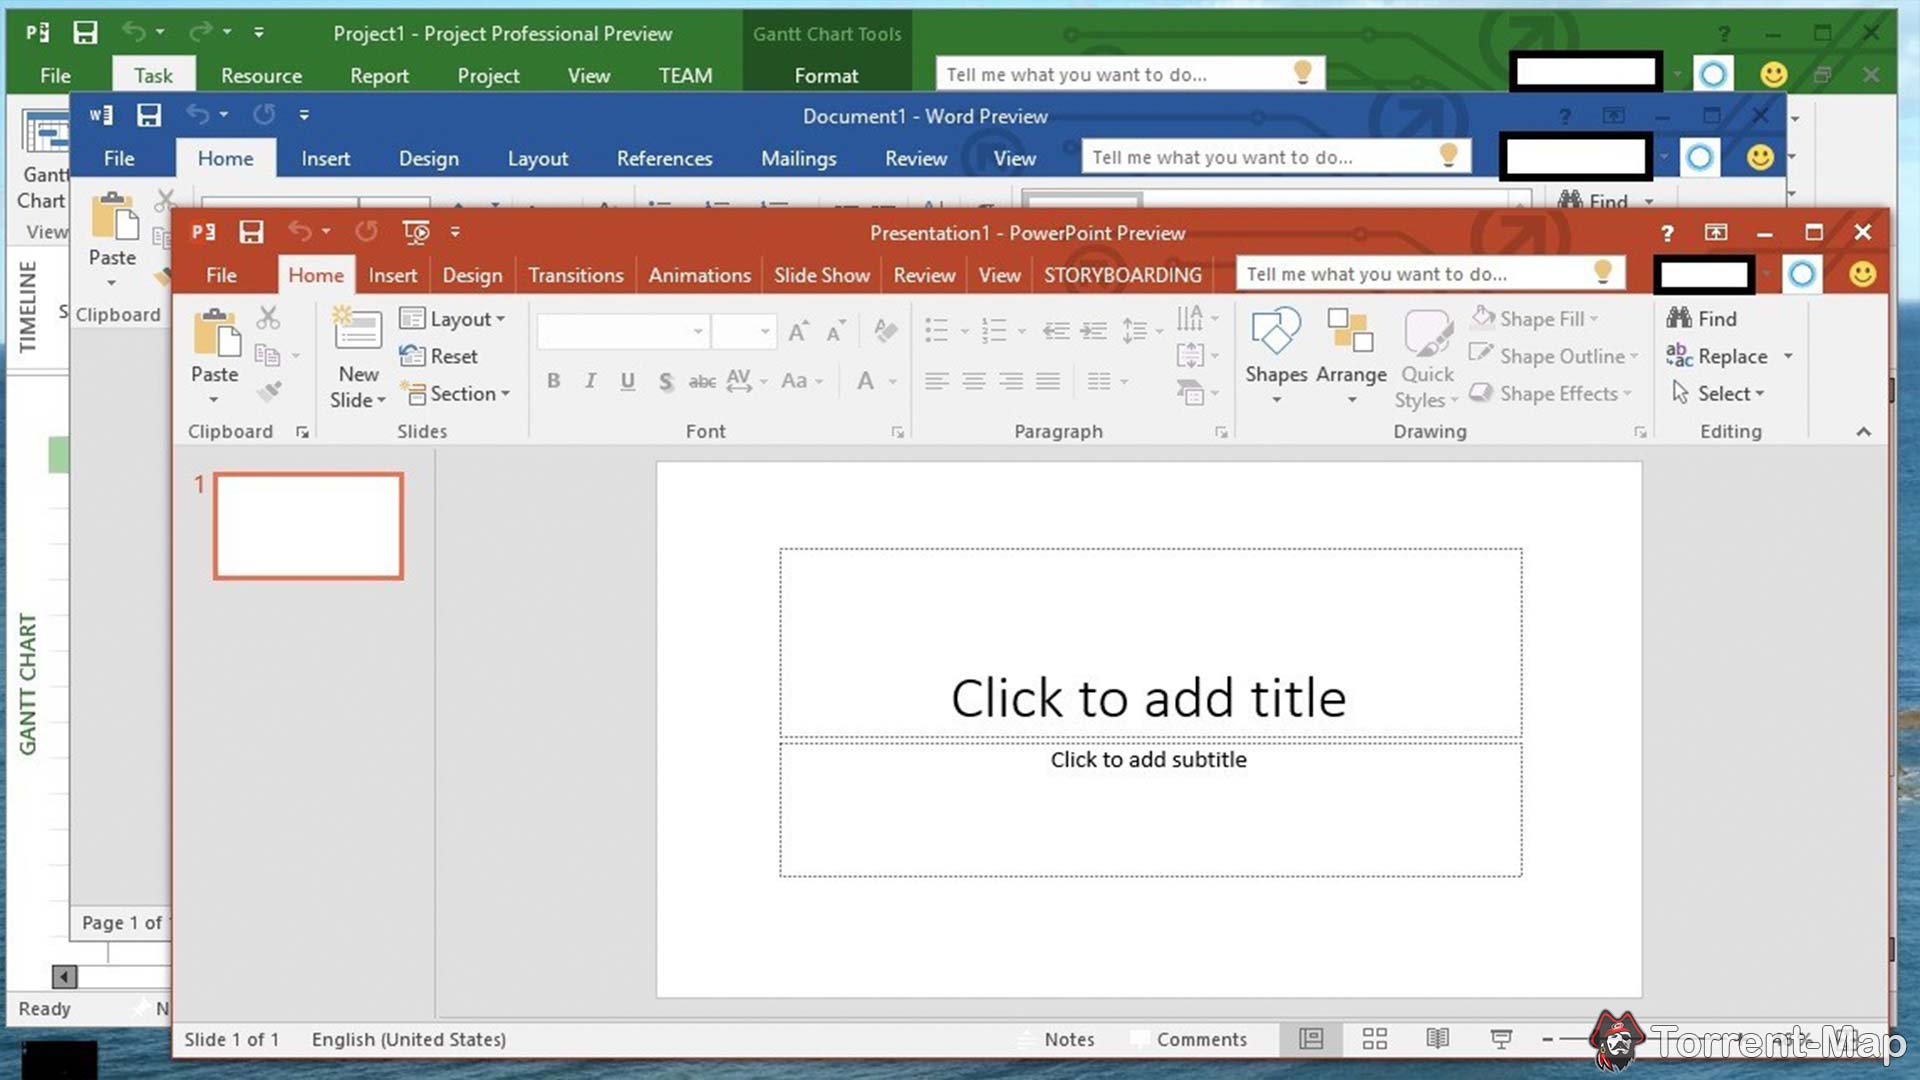 Project1 - Project Professional Preview
Gantt Chart Tools
File Task Resource Report Project View TEAM Format Tell me what you want to do...
Document1 - Word Preview
File Home Insert Design Layout References Mailings Review View Tell me what you want to do...
Gantt
Chart
View
Paste
Clipboard
Find
TIMELINE
GANTT CHART
Page 1 of
Ready
Presentation1 - PowerPoint Preview
File Home Insert Design Transitions Animations Slide Show Review View STORYBOARDING Tell me what you want to do...
Paste
Clipboard
New
Slide
Layout
Reset
Section
Slides
B I U S abc AV Aa A
Font
Paragraph
Shapes
Arrange
Quick
Styles
Shape Fill
Shape Outline
Shape Effects
Drawing
Find
Replace
Select
Editing
1
Click to add title
Click to add subtitle
Slide 1 of 1 English (United States) Notes Comments
Torrent-Map